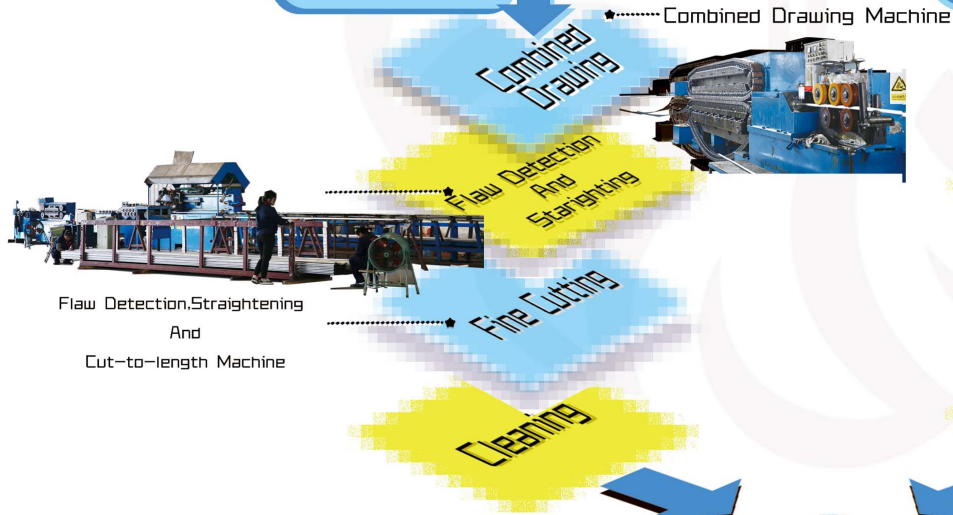 Combined Drawing Machine
Combined
Drawing
Flaw Detection
And
Starighting
Flaw Detection,Straightening
And
Cut-to-length Machine
Fine Cutting
Cleaning